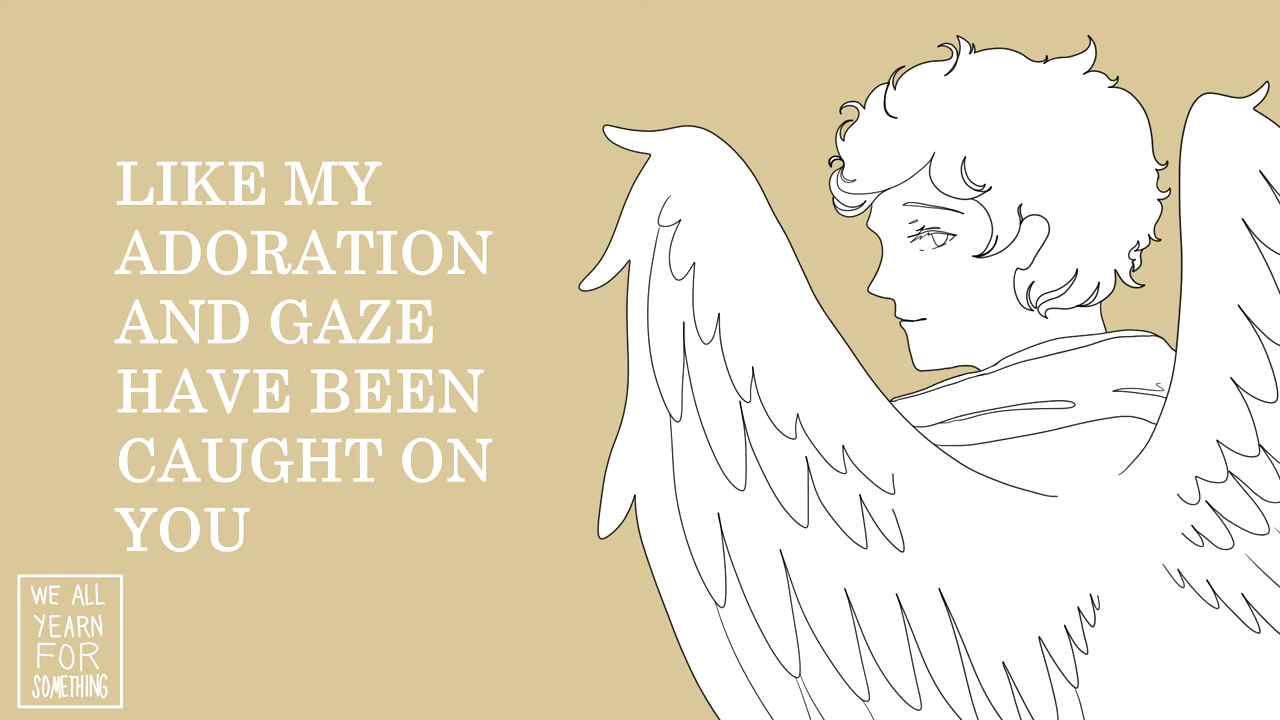 LIKE MY
ADORATION
AND GAZE
HAVE BEEN
CAUGHT ON
YOU
WE ALL
YEARN
FOR
SOMETHING